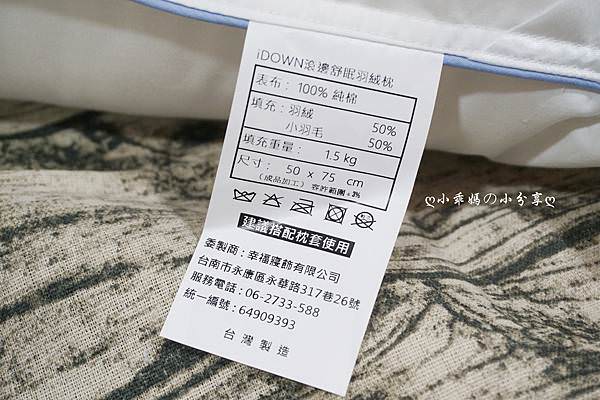 iDOWN滾邊舒眠羽絨枕
表布：100% 純棉
填充：羽絨 50%
小羽毛 50%
填充重量： 1.5 kg
尺寸： 50 x 75 cm
（成品加工） 容許範圍±3%
建議搭配枕套使用
委製商：幸福寢飾有限公司
台南市永康區永華路317巷26號
服務電話：06-2733-588
統一編號：64909393
台灣製造
ღ小乖媽の小分享ღ